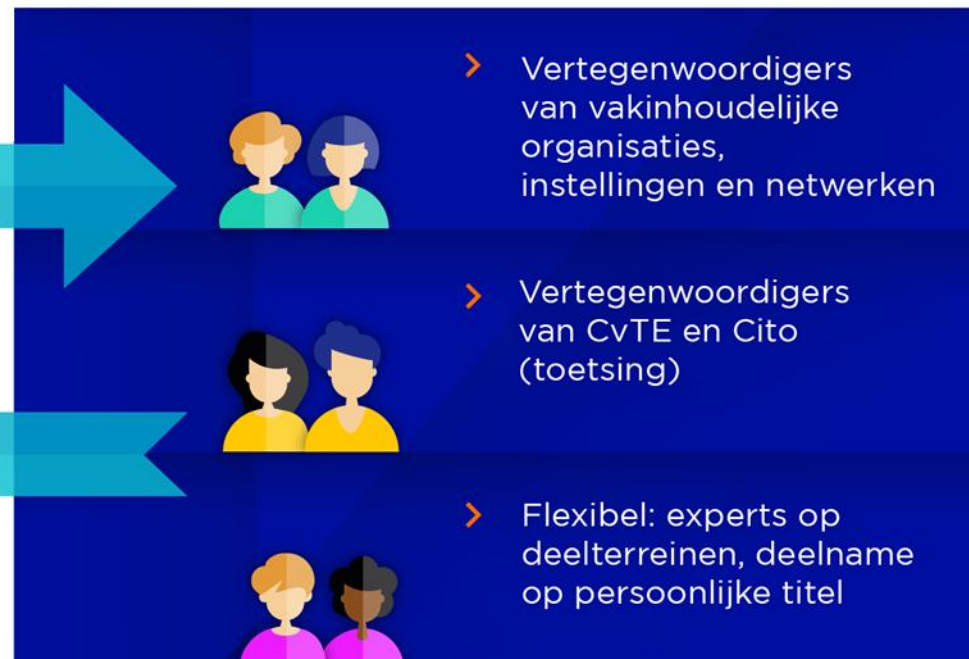 Vertegenwoordigers
van vakinhoudelijke
organisaties,
instellingen en netwerken
Vertegenwoordigers
van CvTE en Cito
(toetsing)
Flexibel: experts op
deelterreinen, deelname
op persoonlijke titel